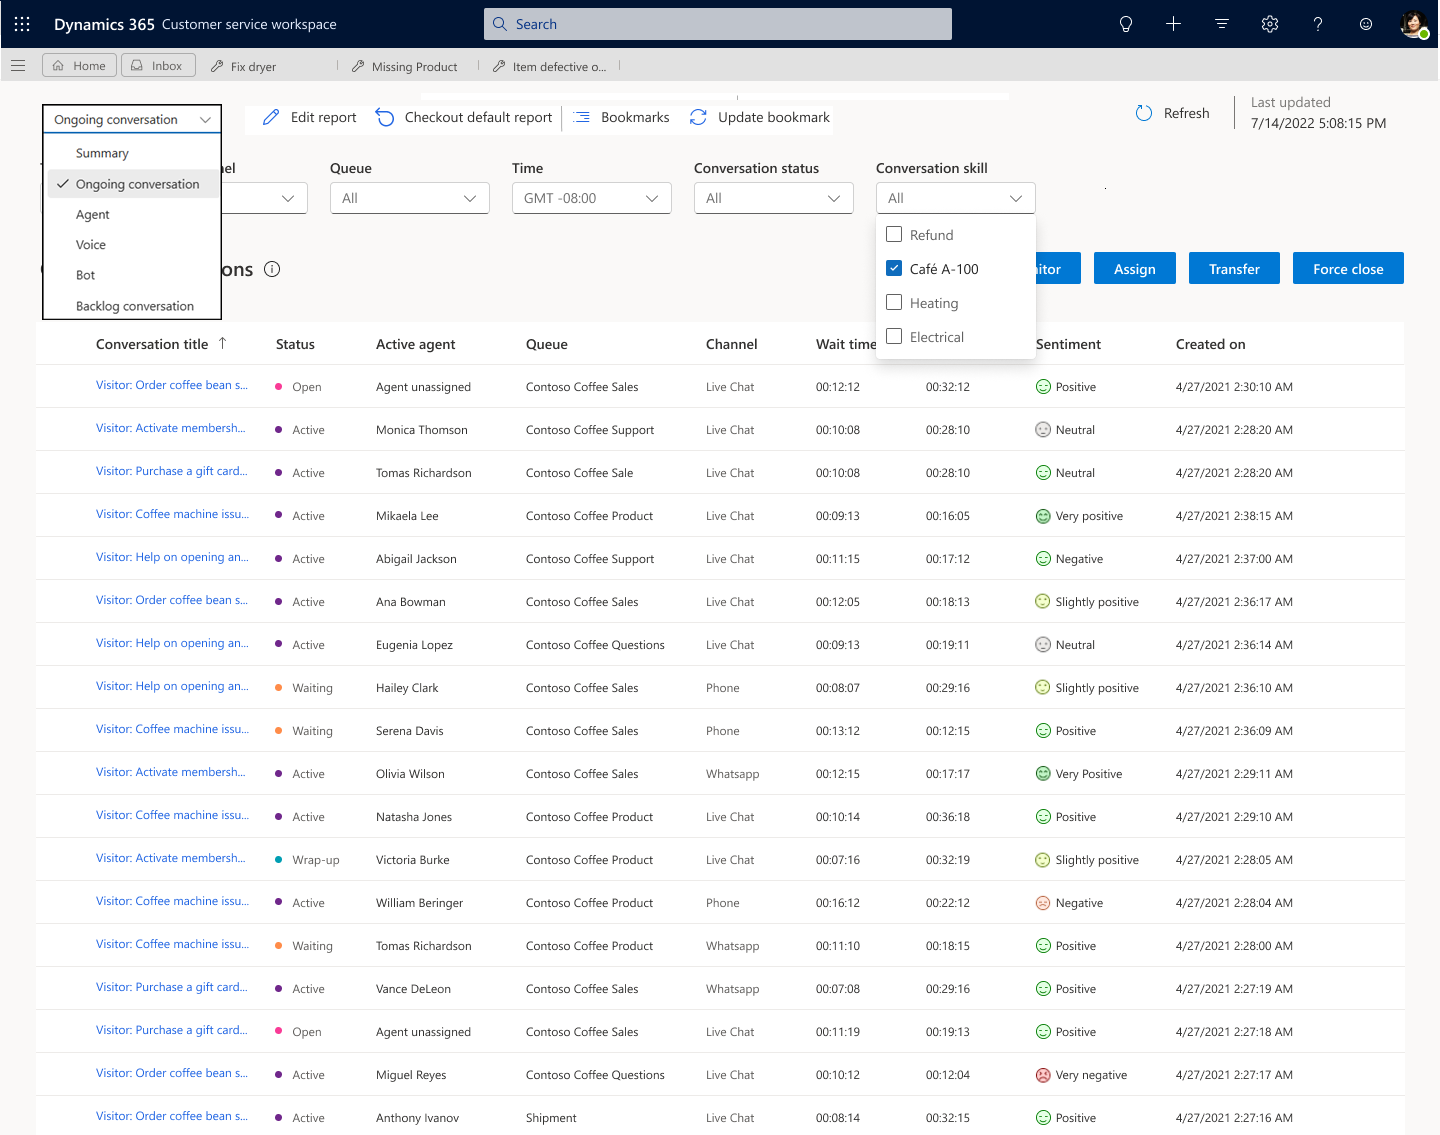 Dynamics 365 Customer service workspace Search ?
Home Inbox Fix dryer Missing Product Item defective o...
Ongoing conversation
Summary
Ongoing conversation
Agent
Voice
Bot
Backlog conversation
Edit report Checkout default report Bookmarks Update bookmark
Refresh
Last updated
7/14/2022 5:08:15 PM
Queue Time Conversation status Conversation skill
All GMT -08:00 All All
Refund
Café A-100
Heating
Electrical
Assign Transfer Force close
Conversation title ↑ Status Active agent Queue Channel Wait time Sentiment Created on
Visitor: Order coffee bean s... Open Agent unassigned Contoso Coffee Sales Live Chat 00:12:12 00:32:12 Positive 4/27/2021 2:30:10 AM
Visitor: Activate membersh... Active Monica Thomson Contoso Coffee Support Live Chat 00:10:08 00:28:10 Neutral 4/27/2021 2:28:20 AM
Visitor: Purchase a gift card... Active Tomas Richardson Contoso Coffee Sale Live Chat 00:10:08 00:28:10 Neutral 4/27/2021 2:28:20 AM
Visitor: Coffee machine issu... Active Mikaela Lee Contoso Coffee Product Live Chat 00:09:13 00:16:05 Very positive 4/27/2021 2:38:15 AM
Visitor: Help on opening an... Active Abigail Jackson Contoso Coffee Support Live Chat 00:11:15 00:17:12 Negative 4/27/2021 2:37:00 AM
Visitor: Order coffee bean s... Active Ana Bowman Contoso Coffee Sales Live Chat 00:12:05 00:18:13 Slightly positive 4/27/2021 2:36:17 AM
Visitor: Help on opening an... Active Eugenia Lopez Contoso Coffee Questions Live Chat 00:09:13 00:19:11 Neutral 4/27/2021 2:36:14 AM
Visitor: Help on opening an... Waiting Hailey Clark Contoso Coffee Sales Phone 00:08:07 00:29:16 Slightly positive 4/27/2021 2:36:10 AM
Visitor: Coffee machine issu... Waiting Serena Davis Contoso Coffee Sales Phone 00:13:12 00:12:15 Positive 4/27/2021 2:36:09 AM
Visitor: Activate membersh... Active Olivia Wilson Contoso Coffee Sales Whatsapp 00:12:15 00:17:17 Very Positive 4/27/2021 2:29:11 AM
Visitor: Coffee machine issu... Active Natasha Jones Contoso Coffee Product Live Chat 00:10:14 00:36:18 Positive 4/27/2021 2:29:10 AM
Visitor: Activate membersh... Wrap-up Victoria Burke Contoso Coffee Product Live Chat 00:07:16 00:32:19 Slightly positive 4/27/2021 2:28:05 AM
Visitor: Coffee machine issu... Active William Beringer Contoso Coffee Product Phone 00:16:12 00:22:12 Negative 4/27/2021 2:28:04 AM
Visitor: Coffee machine issu... Waiting Tomas Richardson Contoso Coffee Product Whatsapp 00:11:10 00:18:15 Positive 4/27/2021 2:28:00 AM
Visitor: Purchase a gift card... Active Vance DeLeon Contoso Coffee Sales Whatsapp 00:07:08 00:29:16 Positive 4/27/2021 2:27:19 AM
Visitor: Purchase a gift card... Open Agent unassigned Contoso Coffee Sales Live Chat 00:11:19 00:19:13 Positive 4/27/2021 2:27:18 AM
Visitor: Order coffee bean s... Active Miguel Reyes Contoso Coffee Questions Live Chat 00:10:12 00:12:04 Very negative 4/27/2021 2:27:17 AM
Visitor: Order coffee bean s... Active Anthony Ivanov Shipment Live Chat 00:08:14 00:32:15 Positive 4/27/2021 2:27:16 AM